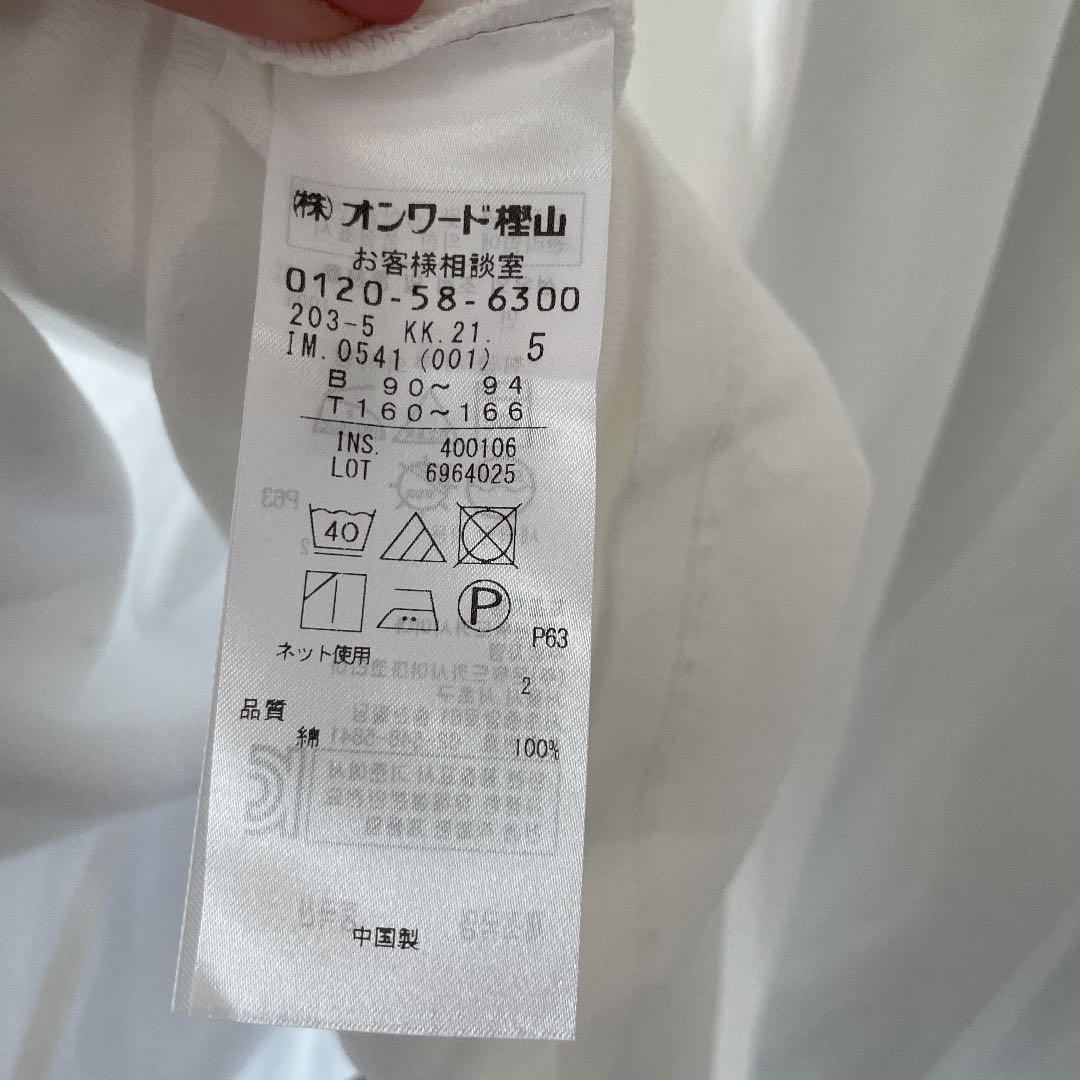 ㈱オンワード樫山
お客様相談室
0120-58-6300
203-5 KK.21. 5
IM.0541 (001)
B 90～ 94
T160～166
INS. 400106
LOT 6964025
40
P
P63
ネット使用
2
品質
綿 100%
中国製